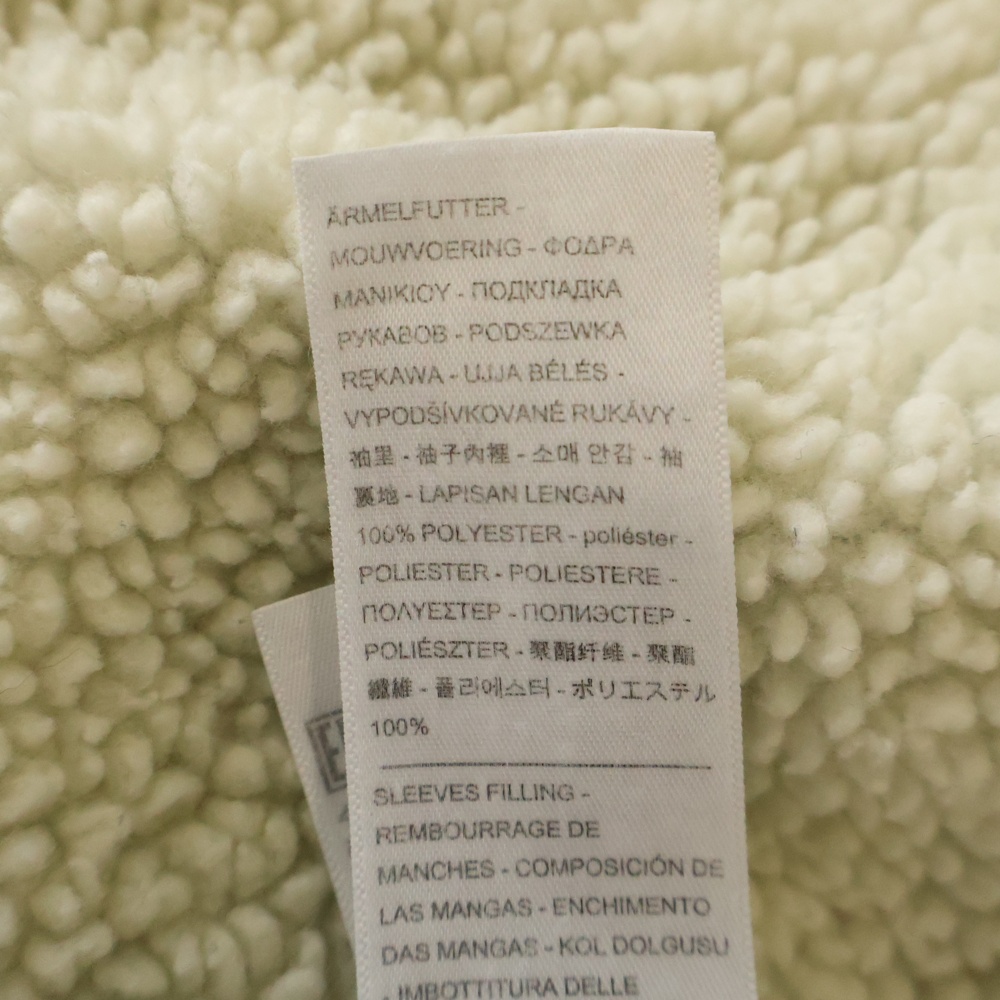 ÄRMELFUTTER -
MOUWVOERING - ΦΟΔΡΑ
ΜΑΝΙΚΙΟΥ - ПОДКЛАДКА
РУКАВОВ - PODSZEWKA
RĘKAWA - UJJA BÉLÉS -
VYPODŠÍVKOVANÉ RUKÁVY -
袖里 - 袖子內裡 - 소매 안감 - 袖
裏地 - LAPISAN LENGAN
100% POLYESTER - poliéster -
POLIESTER - POLIESTERE -
ΠΟΛΥΕΣΤΕΡ - ПОЛИЭСТЕР -
POLIÉSZTER - 聚酯纤维 - 聚酯
纖維 - 폴리에스터 - ポリエステル
100%
SLEEVES FILLING -
REMBOURRAGE DE
MANCHES - COMPOSICIÓN DE
LAS MANGAS - ENCHIMENTO
DAS MANGAS - KOL DOLGUSU
- IMBOTTITURA DELLE